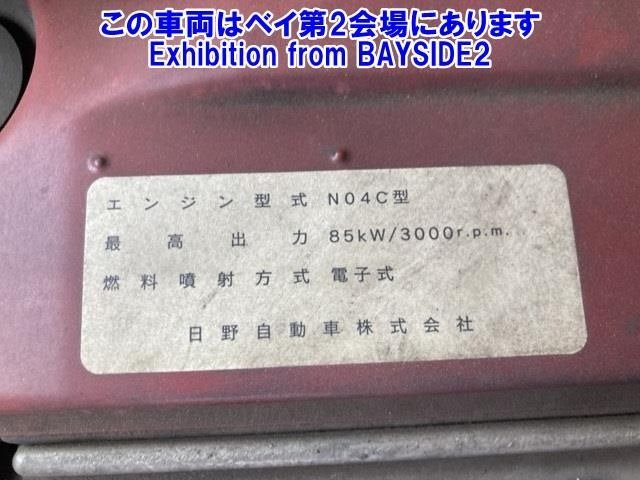 この車両はベイ第2会場にあります
Exhibition from BAYSIDE2
エンジン型式 N04C型
最高出力 85kW/3000r.p.m.
燃料噴射方式 電子式
日野自動車株式会社